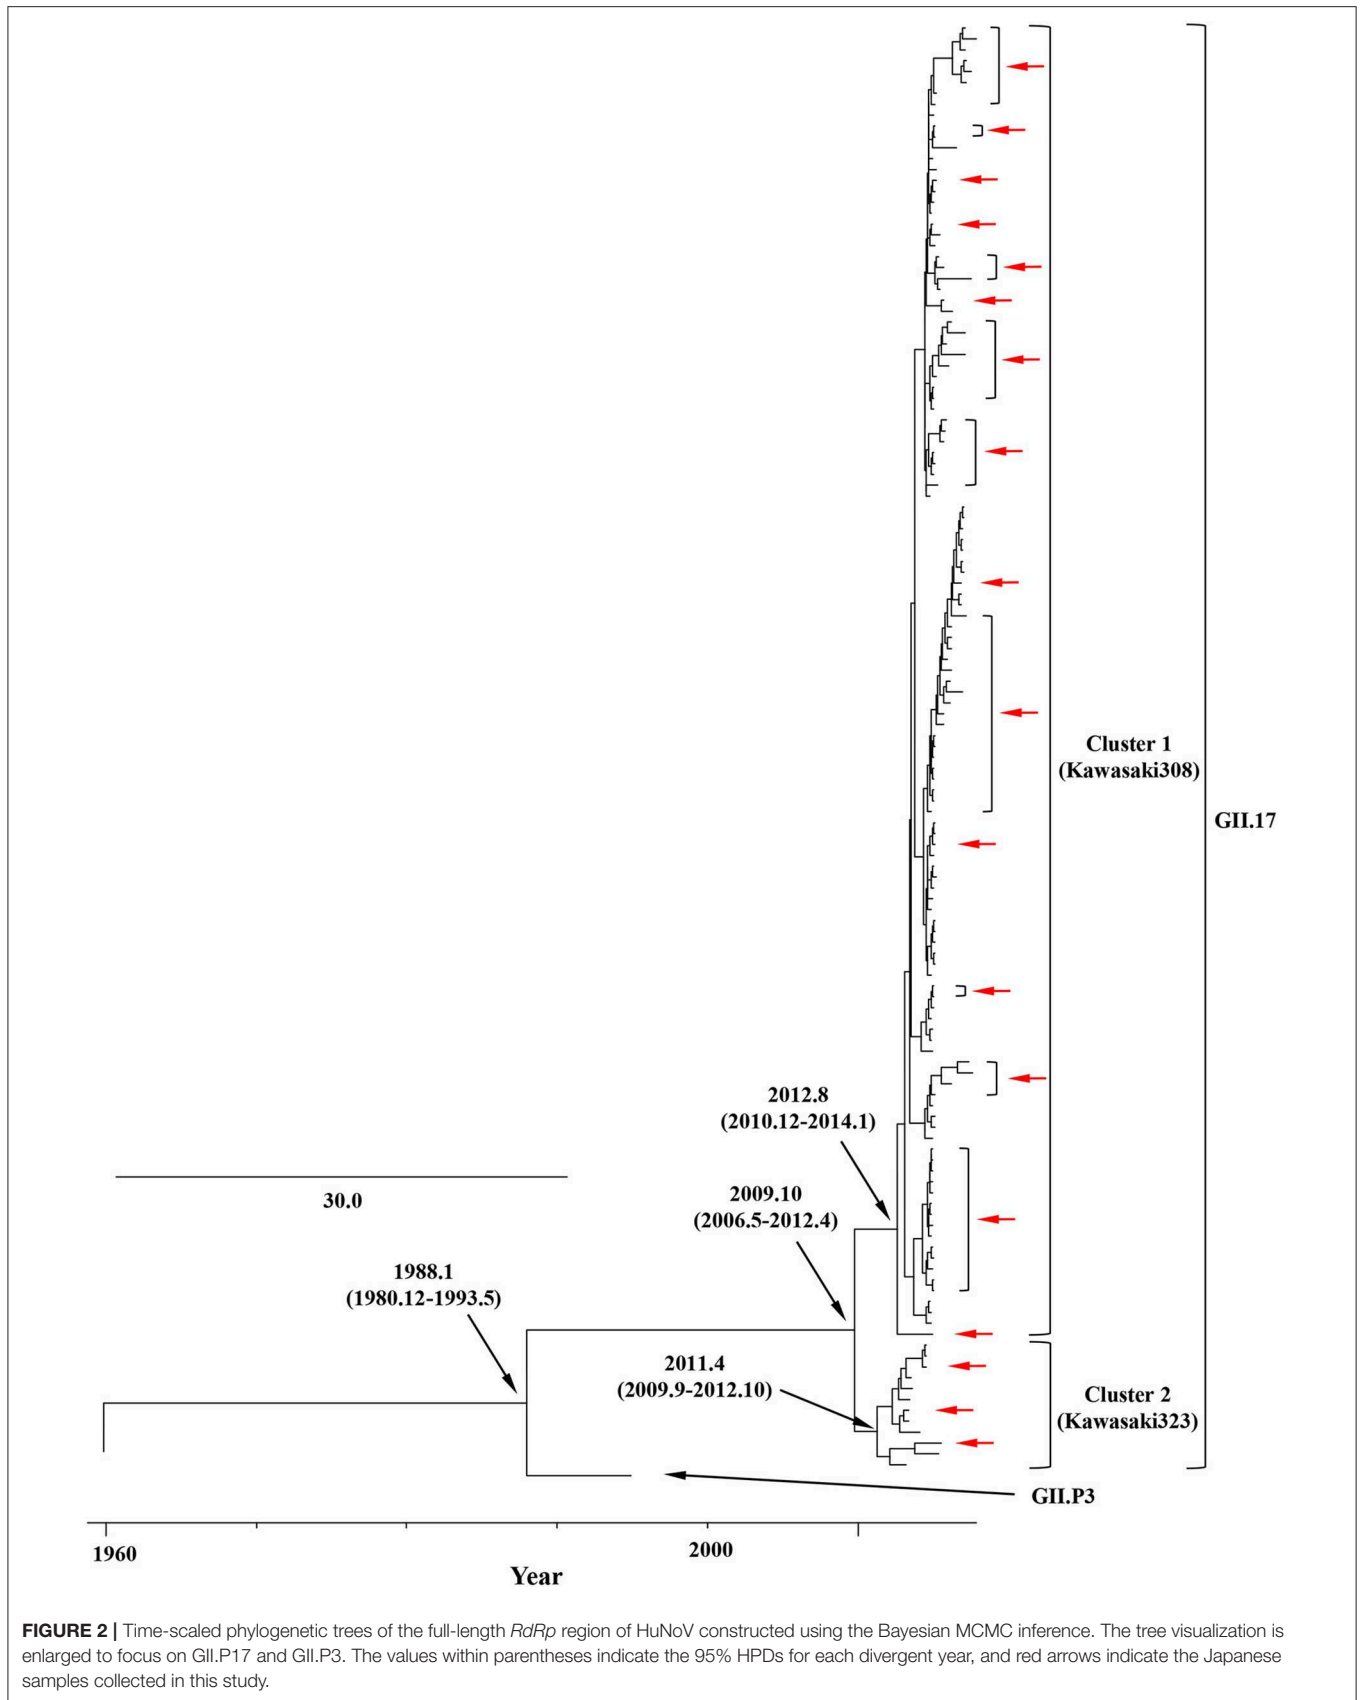 Cluster 1
(Kawasaki308)
GII.17
2012.8
(2010.12-2014.1)
30.0
2009.10
(2006.5-2012.4)
1988.1
(1980.12-1993.5)
2011.4
(2009.9-2012.10)
Cluster 2
(Kawasaki323)
GII.P3
1960
2000
Year
FIGURE 2 | Time-scaled phylogenetic trees of the full-length RdRp region of HuNoV constructed using the Bayesian MCMC inference. The tree visualization is
enlarged to focus on GII.P17 and GII.P3. The values within parentheses indicate the 95% HPDs for each divergent year, and red arrows indicate the Japanese
samples collected in this study.